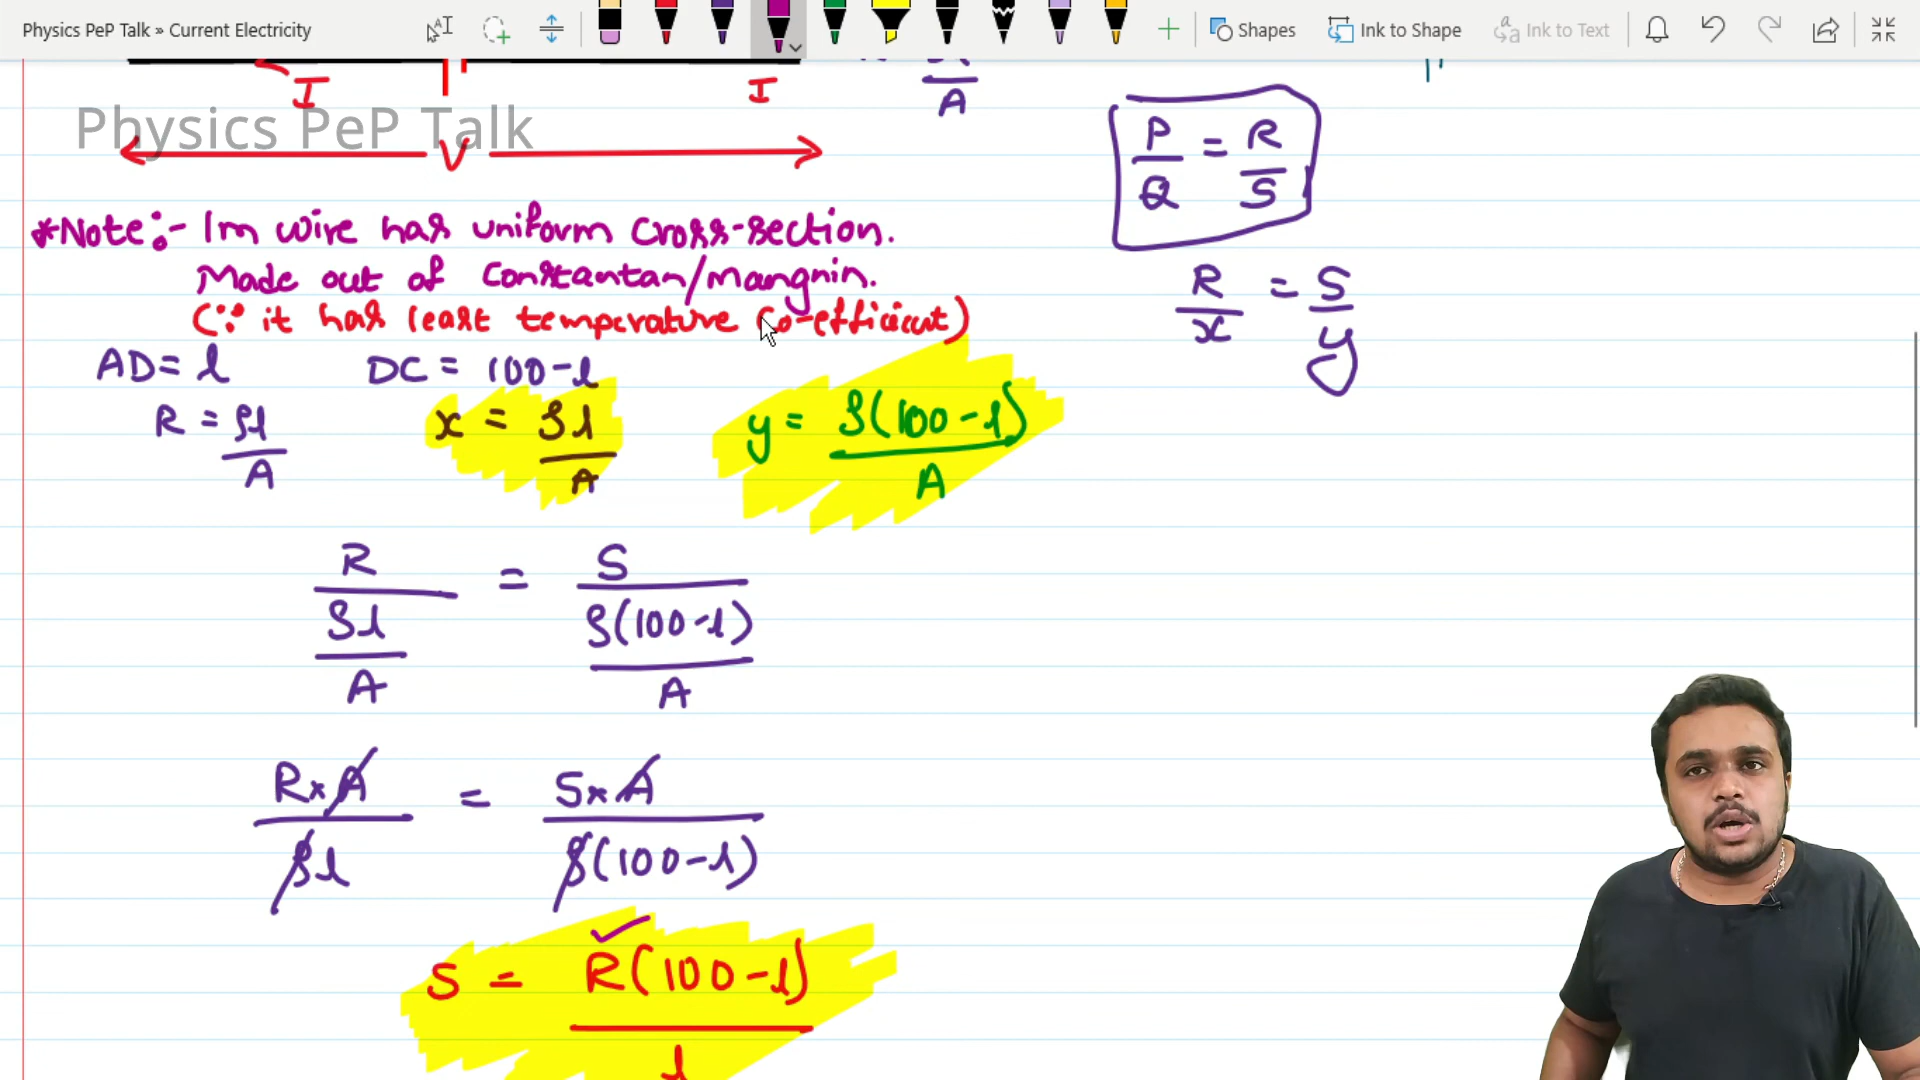 Physics PeP Talk » Current Electricity
Shapes
Ink to Shape
Ink to Text
I I
A
Physics PeP Talk
V
P/Q = R/S
*Note:- 1m wire has uniform cross-section.
Made out of Constantan/mangnin.
(∵ it has least temperature Co-efficient)
R/x = S/y
AD = l DC = 100-l
R = ρl/A x = ρl/A y = ρ(100-l)/A
R/(ρl/A) = S/(ρ(100-l)/A)
R×A/ρl = S×A/ρ(100-l)
S = R(100-l)/l